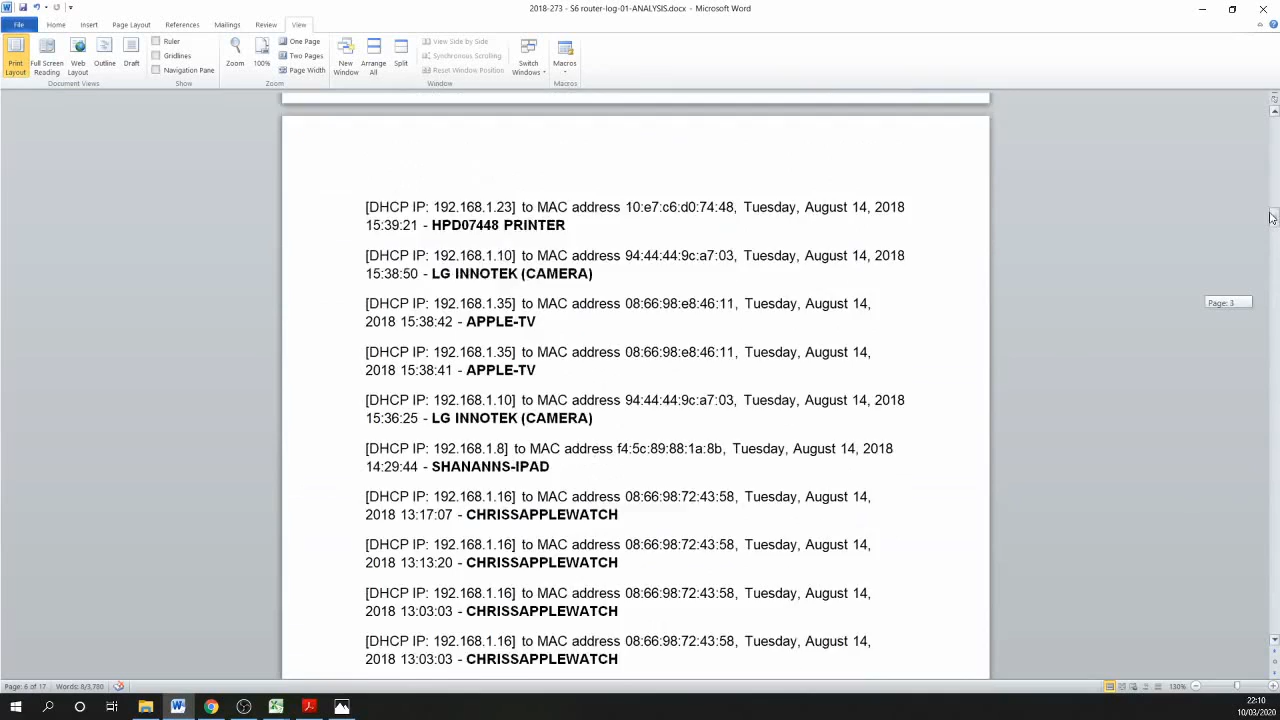 2018-273 - S6 router-log-01-ANALYSIS.docx - Microsoft Word
File Home Insert Page Layout References Mailings Review View
Print Layout
Full Screen Reading
Web Layout
Outline
Draft
Document Views
Ruler
Gridlines
Navigation Pane
Show
Zoom
100%
One Page
Two Pages
Page Width
Zoom
New Window
Arrange All
Split
View Side by Side
Synchronous Scrolling
Reset Window Position
Window
Switch Windows
Macros
Macros
[DHCP IP: 192.168.1.23] to MAC address 10:e7:c6:d0:74:48, Tuesday, August 14, 2018
15:39:21 - HPD07448 PRINTER
[DHCP IP: 192.168.1.10] to MAC address 94:44:44:9c:a7:03, Tuesday, August 14, 2018
15:38:50 - LG INNOTEK (CAMERA)
[DHCP IP: 192.168.1.35] to MAC address 08:66:98:e8:46:11, Tuesday, August 14,
2018 15:38:42 - APPLE-TV
Page: 3
[DHCP IP: 192.168.1.35] to MAC address 08:66:98:e8:46:11, Tuesday, August 14,
2018 15:38:41 - APPLE-TV
[DHCP IP: 192.168.1.10] to MAC address 94:44:44:9c:a7:03, Tuesday, August 14, 2018
15:36:25 - LG INNOTEK (CAMERA)
[DHCP IP: 192.168.1.8] to MAC address f4:5c:89:88:1a:8b, Tuesday, August 14, 2018
14:29:44 - SHANANNS-IPAD
[DHCP IP: 192.168.1.16] to MAC address 08:66:98:72:43:58, Tuesday, August 14,
2018 13:17:07 - CHRISSAPPLEWATCH
[DHCP IP: 192.168.1.16] to MAC address 08:66:98:72:43:58, Tuesday, August 14,
2018 13:13:20 - CHRISSAPPLEWATCH
[DHCP IP: 192.168.1.16] to MAC address 08:66:98:72:43:58, Tuesday, August 14,
2018 13:03:03 - CHRISSAPPLEWATCH
[DHCP IP: 192.168.1.16] to MAC address 08:66:98:72:43:58, Tuesday, August 14,
2018 13:03:03 - CHRISSAPPLEWATCH
Page: 6 of 17 Words: 8/3,780
130%
22:10
10/03/2020